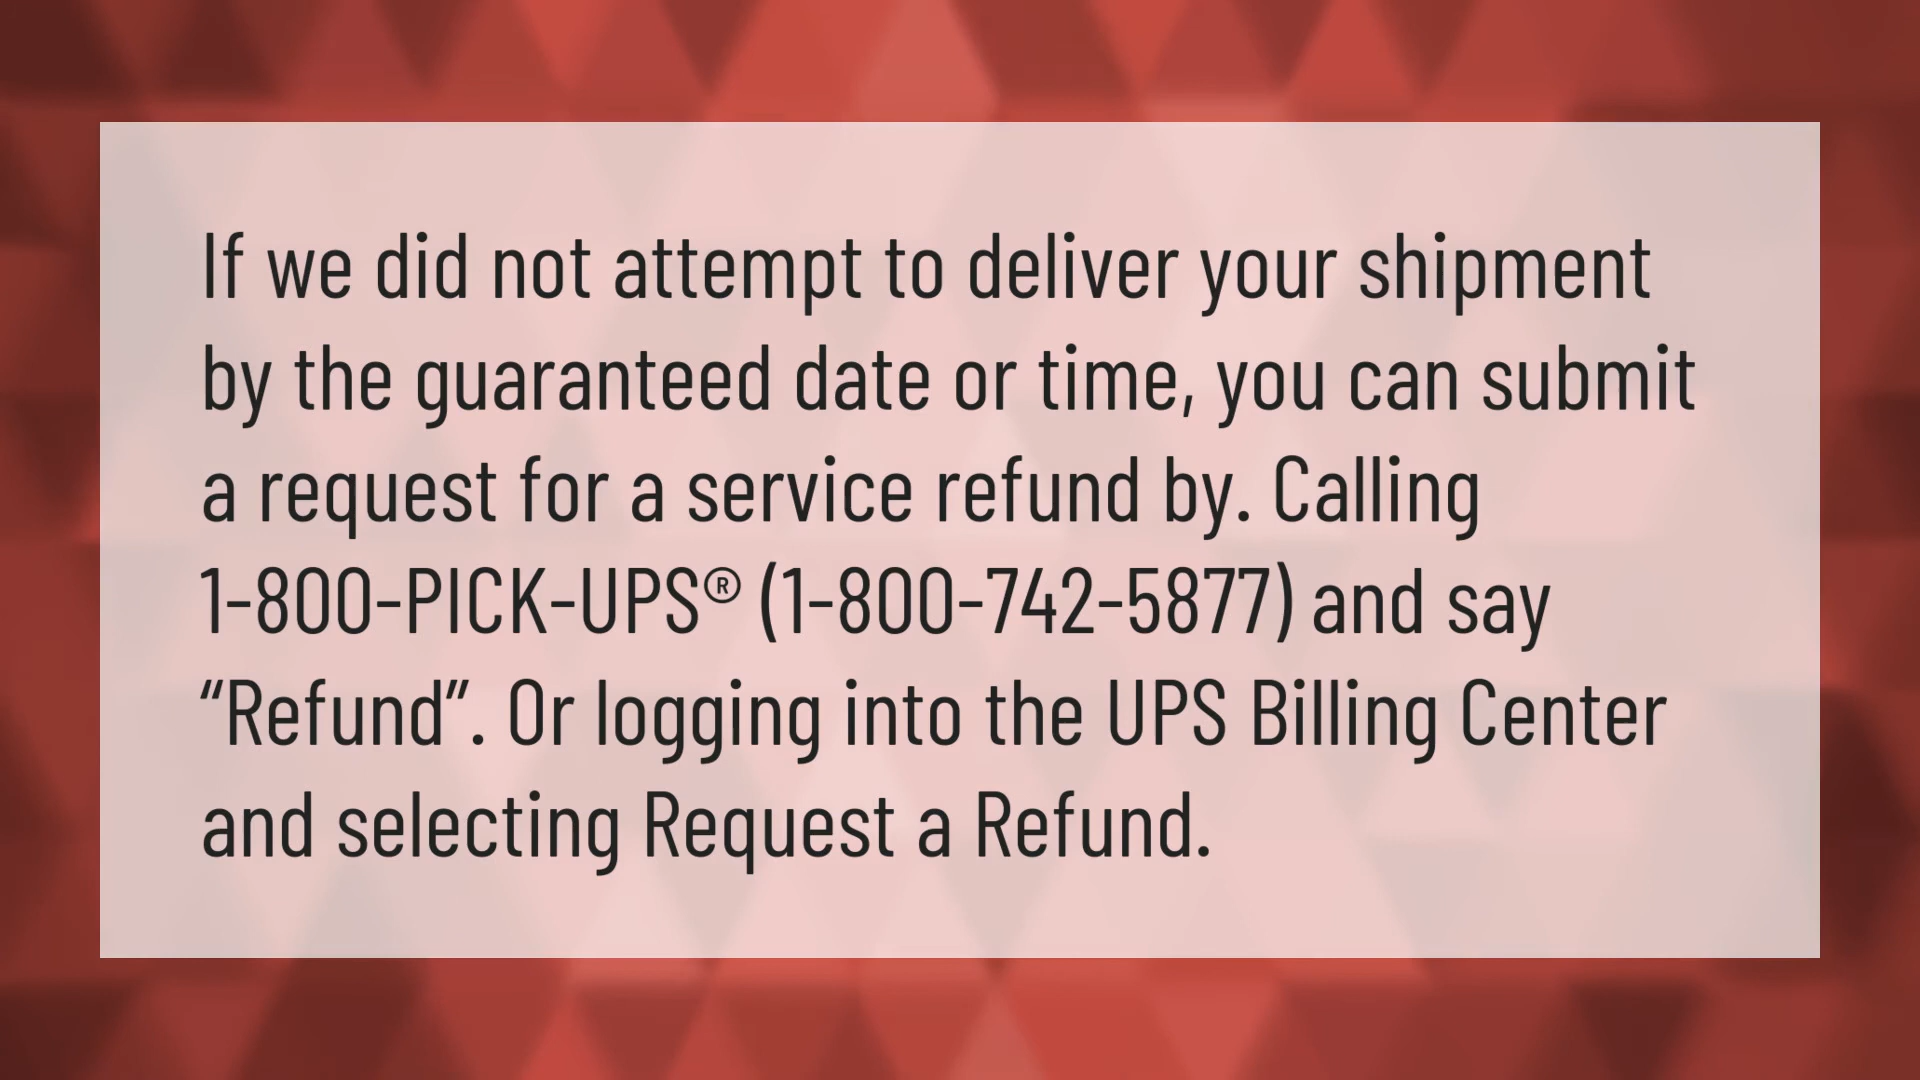 If we did not attempt to deliver your shipment
by the guaranteed date or time, you can submit
a request for a service refund by. Calling
1-800-PICK-UPS® (1-800-742-5877) and say
“Refund”. Or logging into the UPS Billing Center
and selecting Request a Refund.